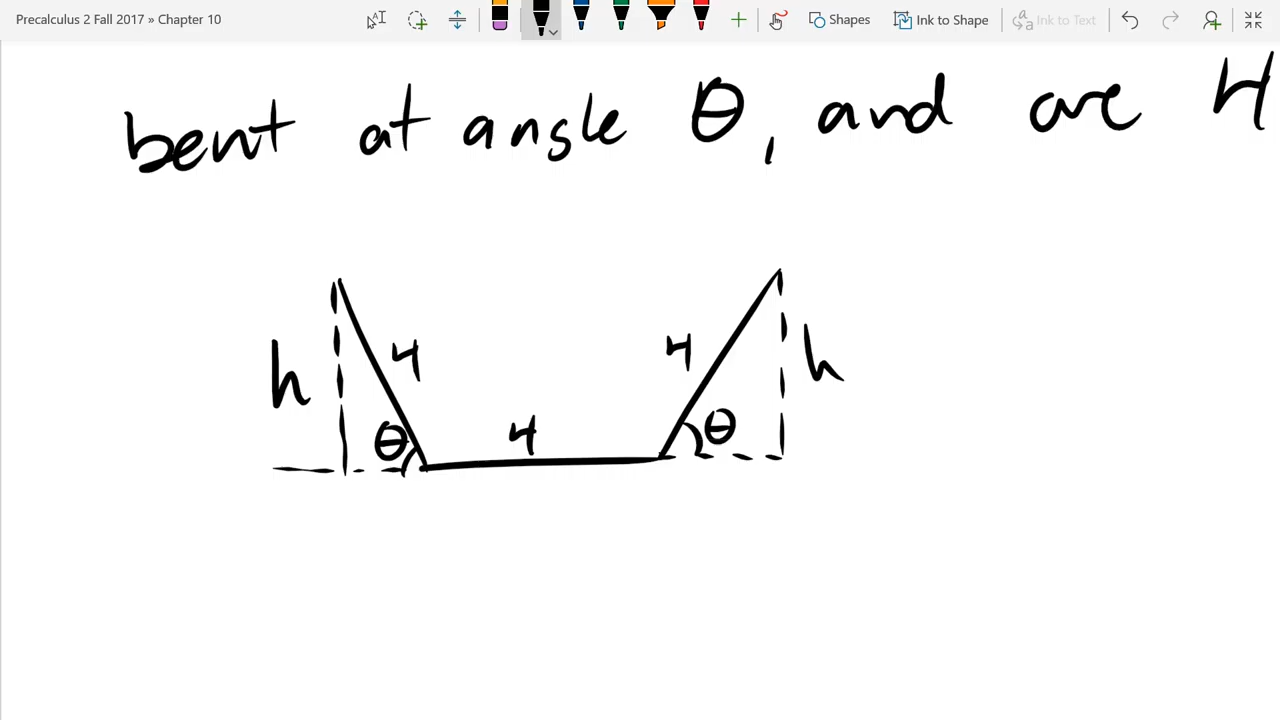 Precalculus 2 Fall 2017 » Chapter 10
Shapes
Ink to Shape
Ink to Text
bent at angle θ, and are 4
h
4
4
h
θ
4
θ